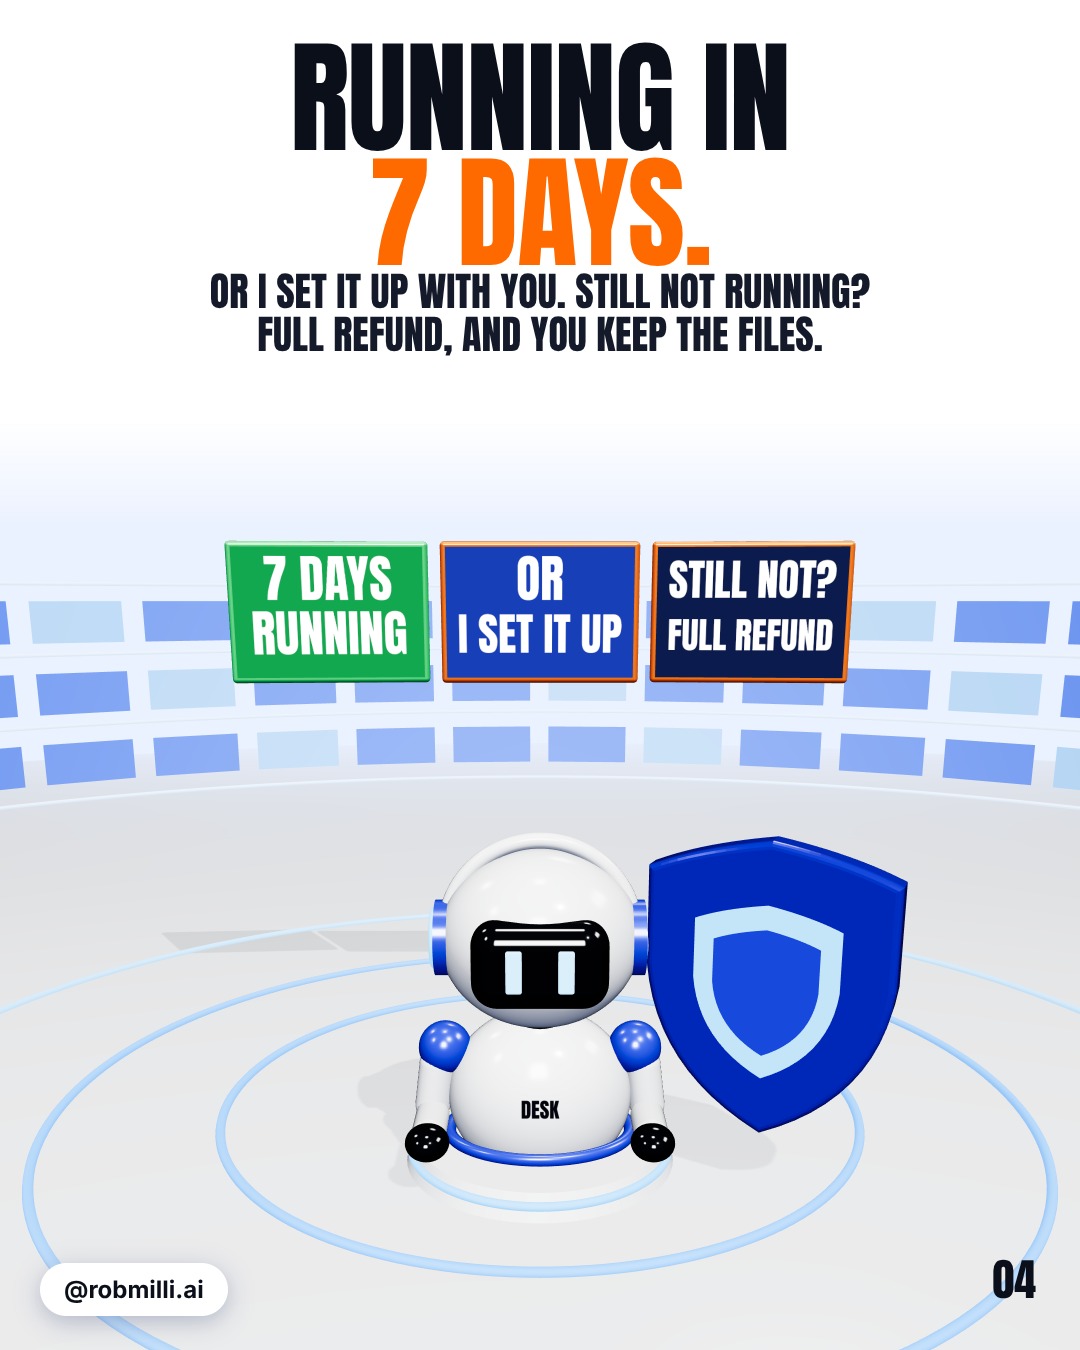 RUNNING IN
7 DAYS.
OR I SET IT UP WITH YOU. STILL NOT RUNNING?
FULL REFUND, AND YOU KEEP THE FILES.
7 DAYS
RUNNING
OR
I SET IT UP
STILL NOT?
FULL REFUND
DESK
@robmilli.ai
04